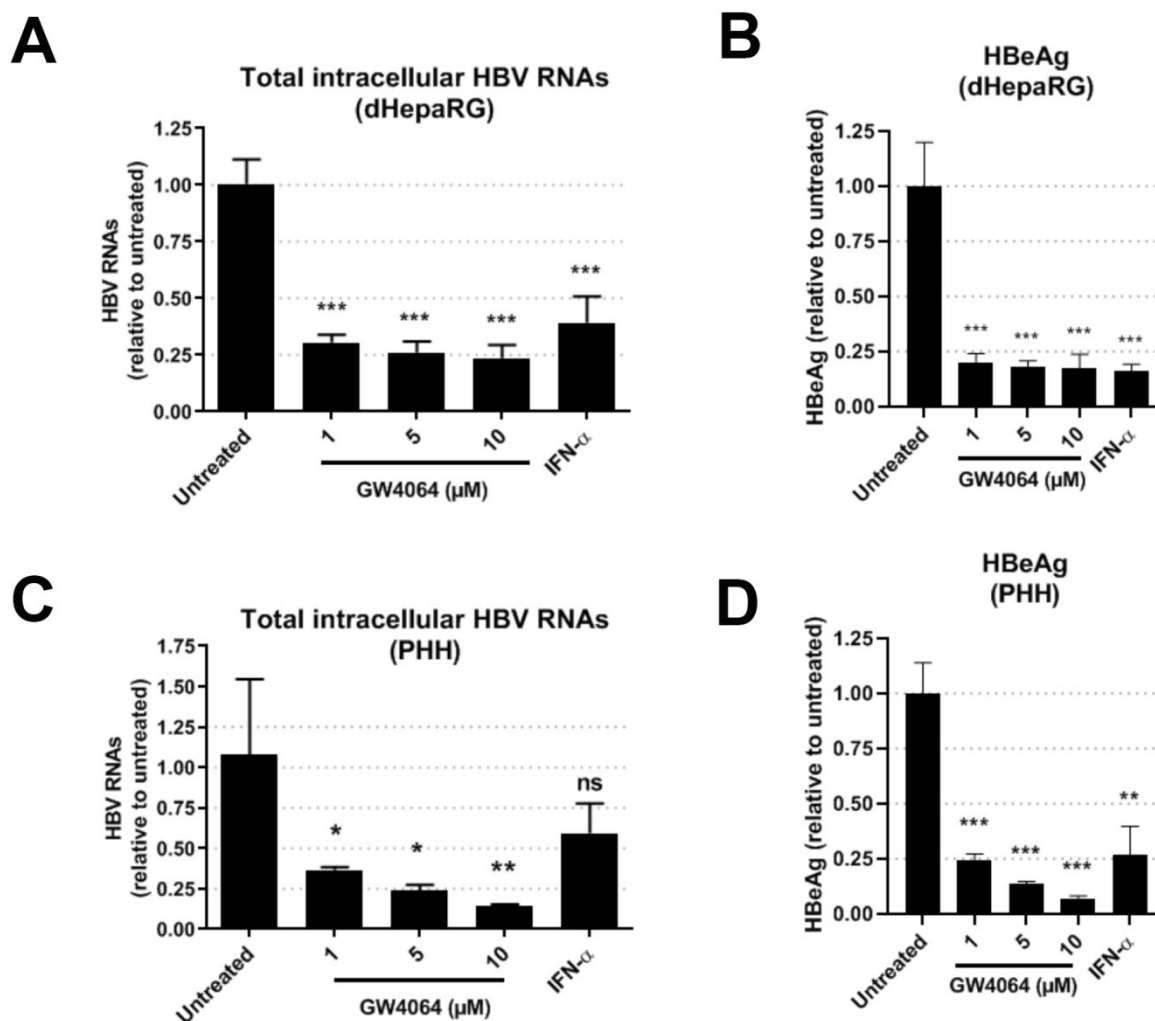 A
Total intracellular HBV RNAs
(dHepaRG)
HBV RNAs
(relative to untreated)
1.25
1.00
0.75
0.50
0.25
0.00
***
***
***
***
Untreated
1
5
10
IFN-α
GW4064 (µM)
B
HBeAg
(dHepaRG)
HBeAg (relative to untreated)
1.25
1.00
0.75
0.50
0.25
0.00
***
***
***
***
Untreated
1
5
10
IFN-α
GW4064 (µM)
C
Total intracellular HBV RNAs
(PHH)
HBV RNAs
(relative to untreated)
1.75
1.50
1.25
1.00
0.75
0.50
0.25
0.00
*
*
**
ns
Untreated
1
5
10
IFN-α
GW4064 (µM)
D
HBeAg
(PHH)
HBeAg (relative to untreated)
1.25
1.00
0.75
0.50
0.25
0.00
***
***
***
**
Untreated
1
5
10
IFN-α
GW4064 (µM)